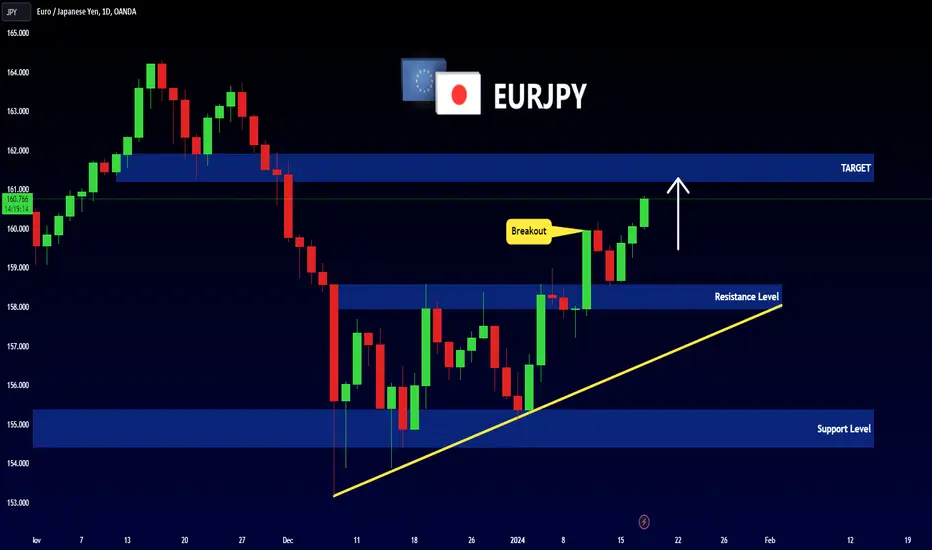 JPY
Euro / Japanese Yen, 1D, OANDA
165.000
164.000
163.000
162.000
161.000
160.766
14:19:14
160.000
159.000
158.000
157.000
156.000
155.000
154.000
153.000
EURJPY
TARGET
Breakout
Resistance Level
Support Level
lov
7
13
20
27
Dec
11
18
26
2024
8
15
22
26
Feb
12
19